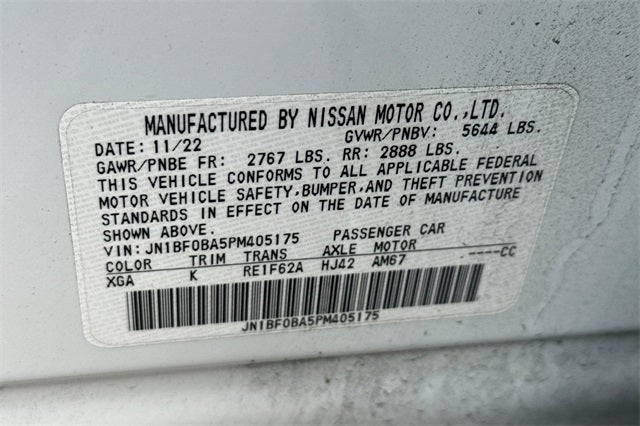 MANUFACTURED BY NISSAN MOTOR CO.,LTD.
DATE: 11/22 GVWR/PNBV: 5644 LBS.
GAWR/PNBE FR: 2767 LBS. RR: 2888 LBS.
THIS VEHICLE CONFORMS TO ALL APPLICABLE FEDERAL
MOTOR VEHICLE SAFETY,BUMPER,AND THEFT PREVENTION
STANDARDS IN EFFECT ON THE DATE OF MANUFACTURE
SHOWN ABOVE.
VIN:JN1BF0BA5PM405175 PASSENGER CAR
COLOR TRIM TRANS AXLE MOTOR
XGA K RE1F62A HJ42 AM67 ----CC
JN1BF0BA5PM405175